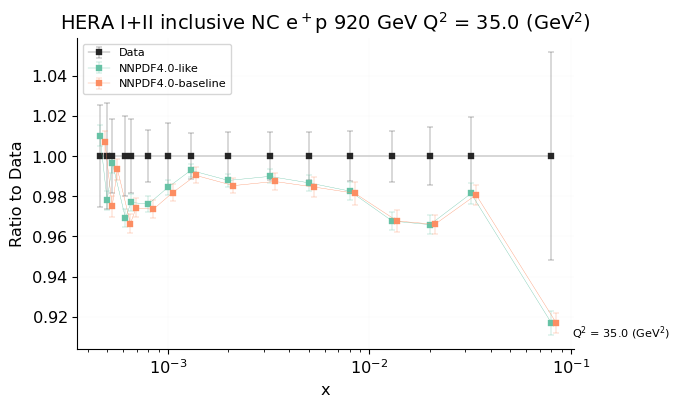 HERA I+II inclusive NC e⁺p 920 GeV Q² = 35.0 (GeV²)
Data
NNPDF4.0-like
NNPDF4.0-baseline
Ratio to Data
1.04
1.02
1.00
0.98
0.96
0.94
0.92
Q² = 35.0 (GeV²)
10⁻³
10⁻²
10⁻¹
x